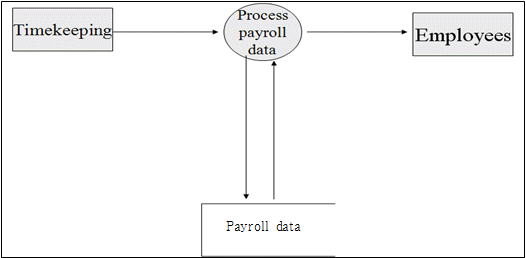 Timekeeping
Process
payroll
data
Employees
Payroll data